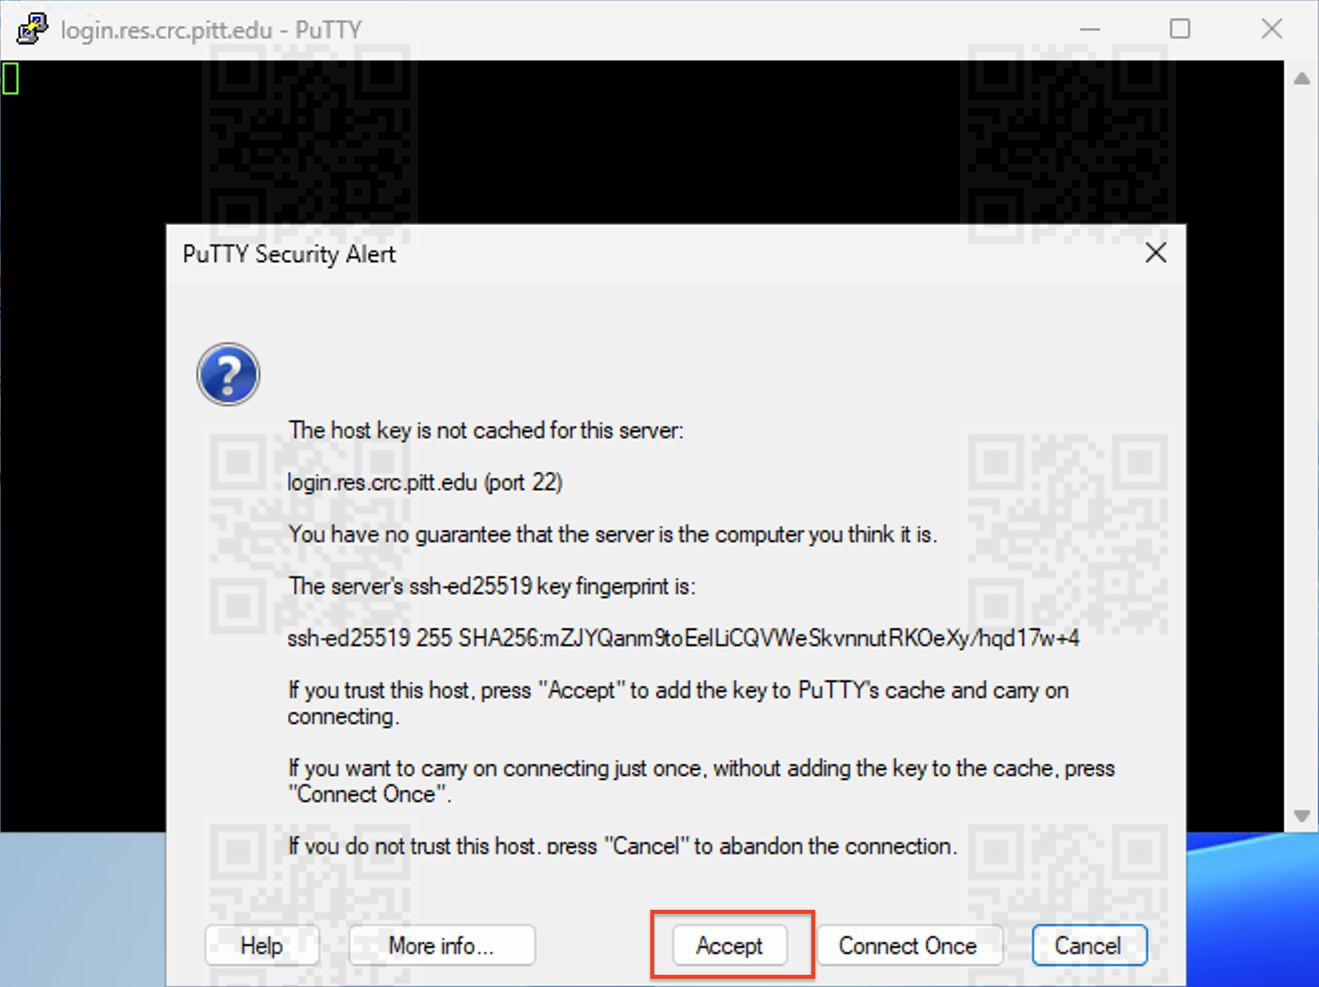 login.res.crc.pitt.edu - PuTTY
PuTTY Security Alert
The host key is not cached for this server:
login.res.crc.pitt.edu (port 22)
You have no guarantee that the server is the computer you think it is.
The server's ssh-ed25519 key fingerprint is:
ssh-ed25519 255 SHA256:mZJYQanm9toEelLiCQVWeSkvnnutRKOeXy/hqd17w+4
If you trust this host, press "Accept" to add the key to PuTTY's cache and carry on
connecting.
If you want to carry on connecting just once, without adding the key to the cache, press
"Connect Once".
If you do not trust this host, press "Cancel" to abandon the connection.
Help More info... Accept Connect Once Cancel